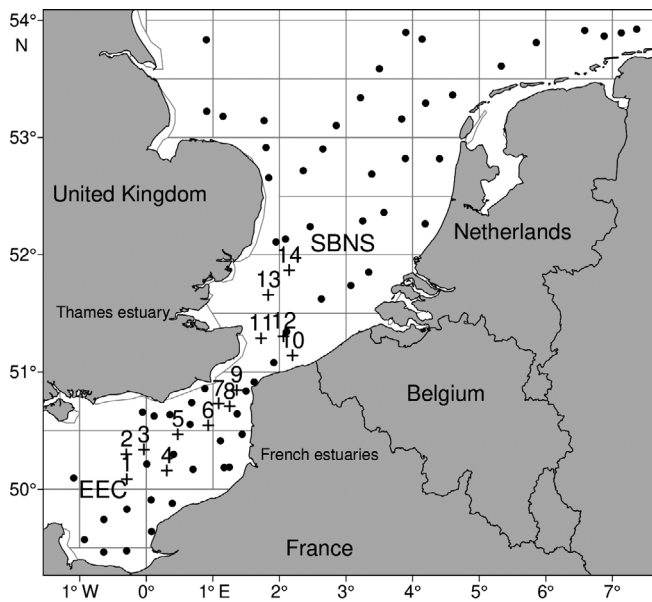 54°
N
53°
United Kingdom
SBNS
Netherlands
14
52°
13
Thames estuary
11 12
10
51°
9
7 8
Belgium
6
5
2 3
French estuaries
4
1
50°
EEC
France
1° W 0° 1° E 2° 3° 4° 5° 6° 7°